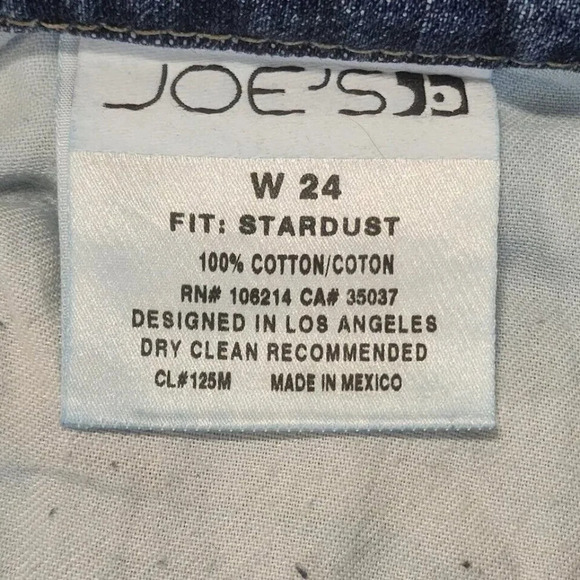 JOE'S
W 24
FIT: STARDUST
100% COTTON/COTON
RN# 106214 CA# 35037
DESIGNED IN LOS ANGELES
DRY CLEAN RECOMMENDED
CL#125M MADE IN MEXICO